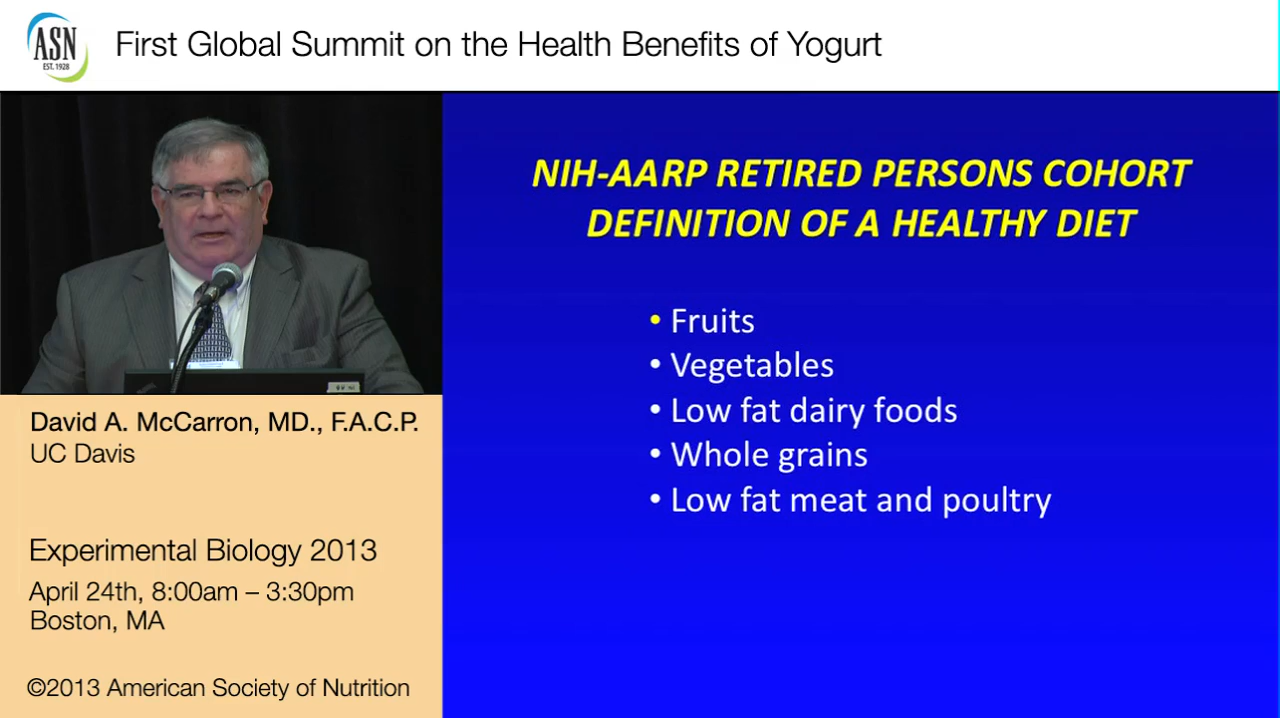 ASN
EST. 1928
First Global Summit on the Health Benefits of Yogurt
NIH-AARP RETIRED PERSONS COHORT
DEFINITION OF A HEALTHY DIET
• Fruits
• Vegetables
• Low fat dairy foods
• Whole grains
• Low fat meat and poultry
David A. McCarron, MD., F.A.C.P.
UC Davis
Experimental Biology 2013
April 24th, 8:00am – 3:30pm
Boston, MA
©2013 American Society of Nutrition